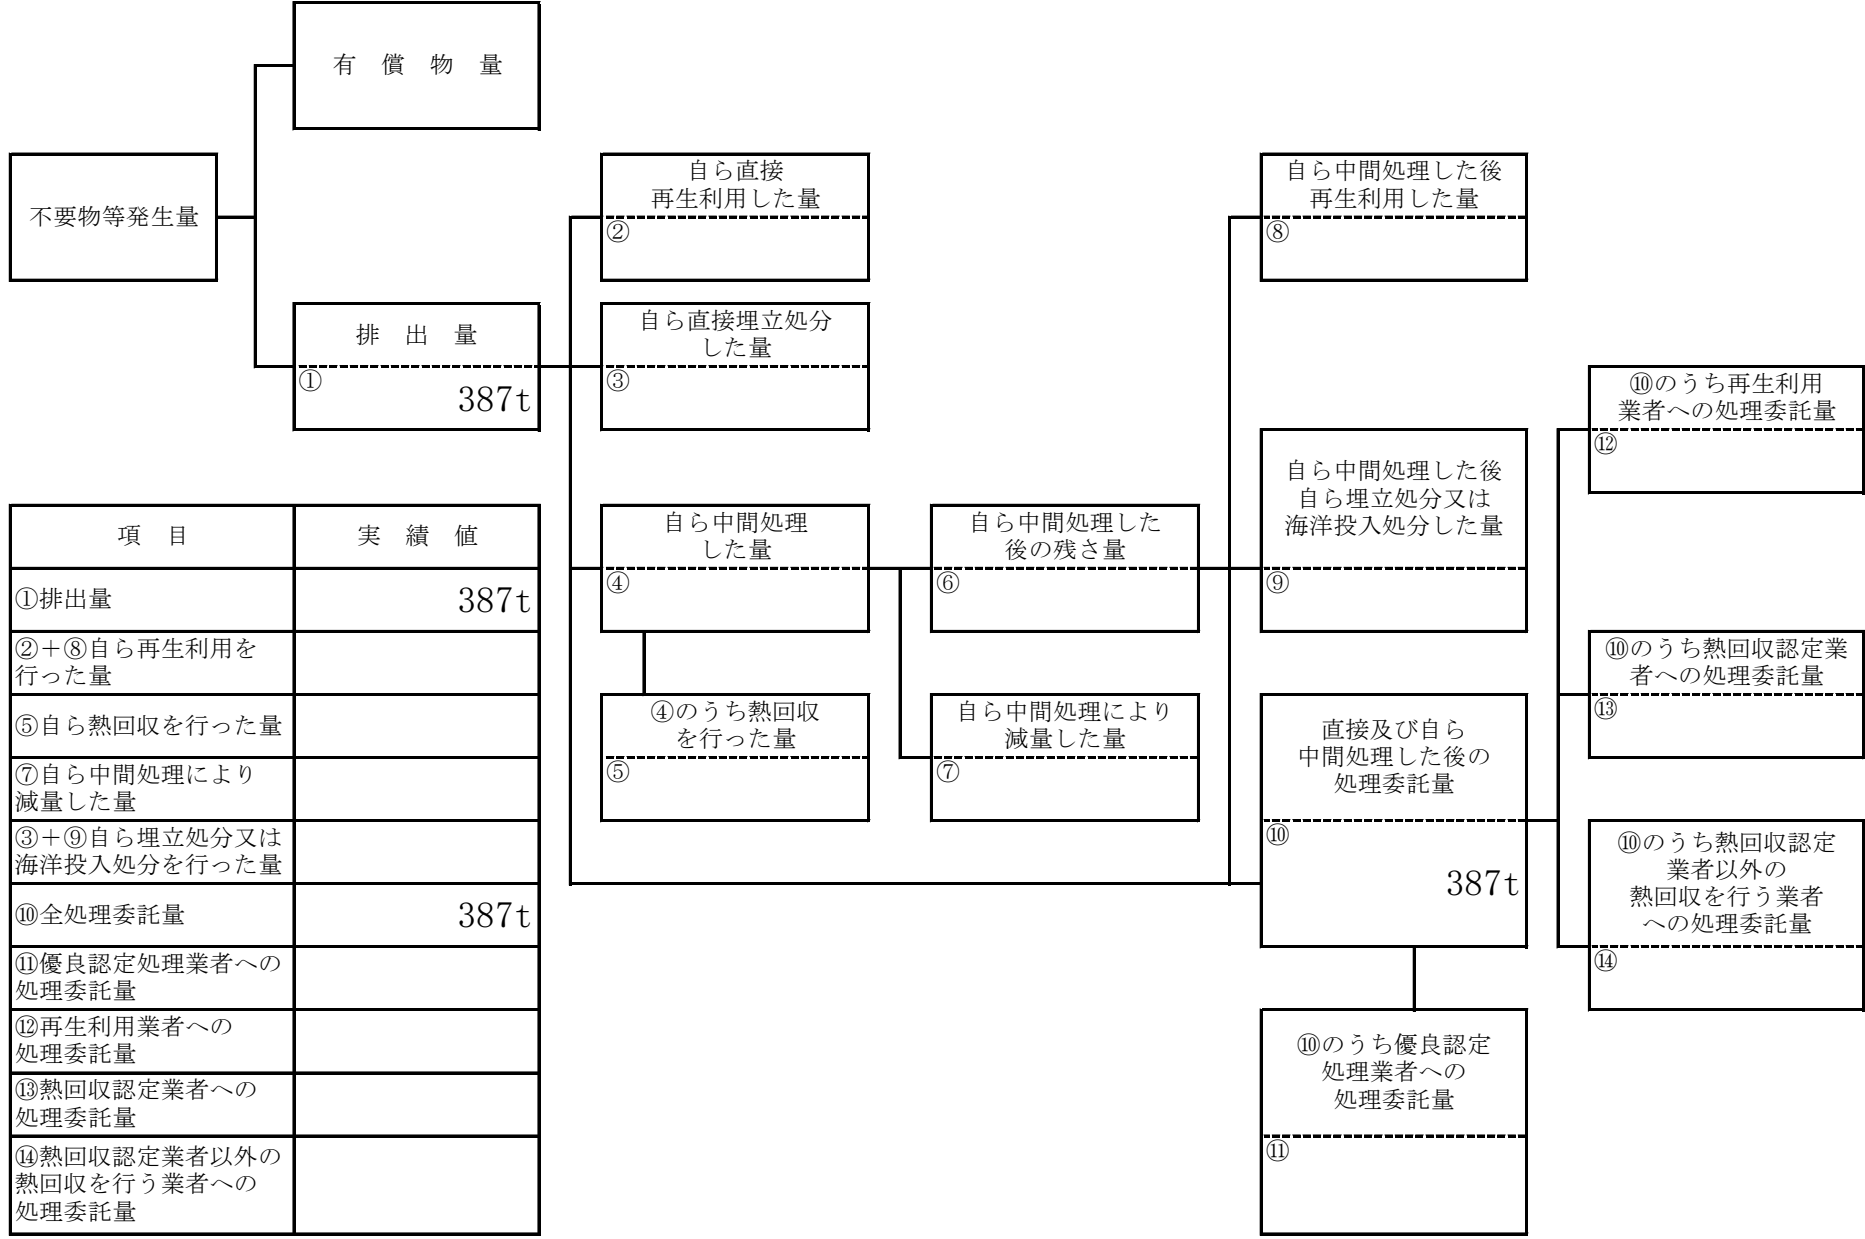 有　償　物　量
不要物等発生量
自ら直接
再生利用した量
②
自ら中間処理した後
再生利用した量
⑧
排　出　量
①
387t
自ら直接埋立処分
した量
③
⑩のうち再生利用
業者への処理委託量
⑫
自ら中間処理した後
自ら埋立処分又は
海洋投入処分した量
⑨
自ら中間処理
した量
④
自ら中間処理した
後の残さ量
⑥
④のうち熱回収
を行った量
⑤
自ら中間処理により
減量した量
⑦
直接及び自ら
中間処理した後の
処理委託量
⑩
387t
⑩のうち熱回収認定業
者への処理委託量
⑬
⑩のうち熱回収認定
業者以外の
熱回収を行う業者
への処理委託量
⑭
⑩のうち優良認定
処理業者への
処理委託量
⑪
項　目　実　績　値
①排出量　387t
②＋⑧自ら再生利用を
行った量
⑤自ら熱回収を行った量
⑦自ら中間処理により
減量した量
③＋⑨自ら埋立処分又は
海洋投入処分を行った量
⑩全処理委託量　387t
⑪優良認定処理業者への
処理委託量
⑫再生利用業者への
処理委託量
⑬熱回収認定業者への
処理委託量
⑭熱回収認定業者以外の
熱回収を行う業者への
処理委託量